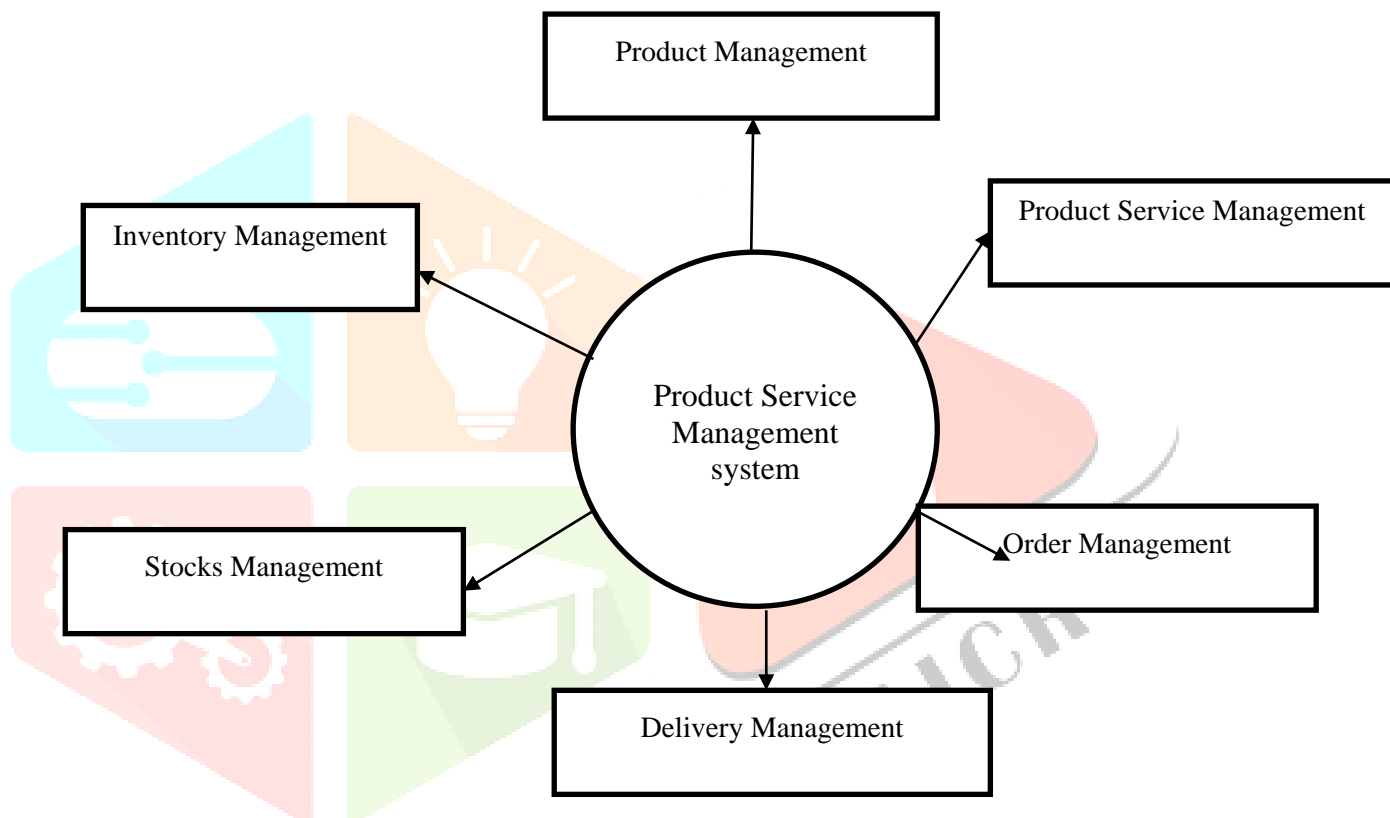 Product Management
Product Service Management
Inventory Management
Product Service
Management
system
Order Management
Stocks Management
Delivery Management